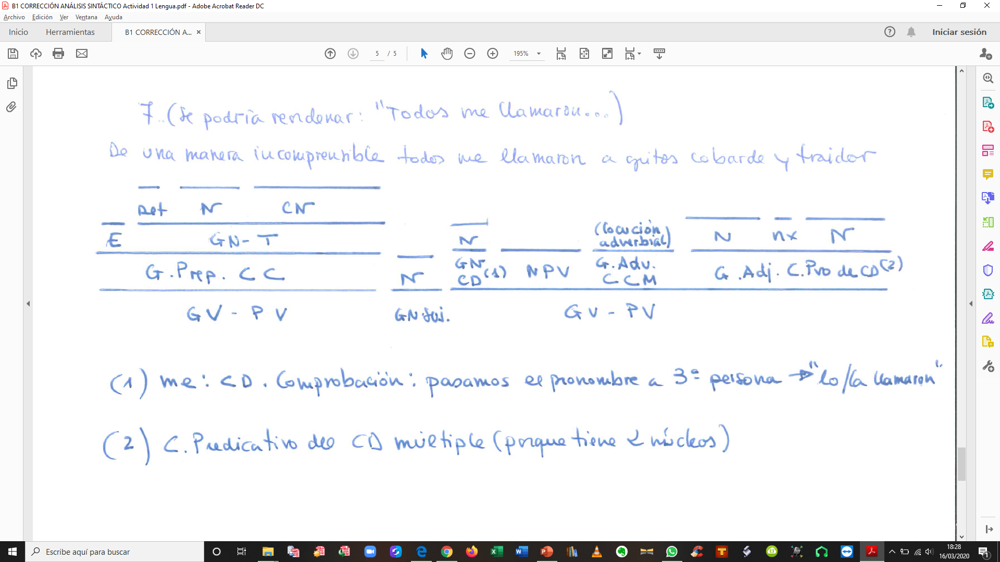 B1 CORRECCIÓN ANÁLISIS SINTÁCTICO Actividad 1 Lengua.pdf - Adobe Acrobat Reader DC
Archivo Edición Ver Ventana Ayuda
Inicio Herramientas B1 CORRECCIÓN A... × Iniciar sesión
5 / 5 195%
7. (Se podría rerdenar: "Todos me llamaron...)
De una manera incomprensible todos me llamaron a gritos cobarde y traidor
Det N CN
E GN-T N (locución adverbial) N nx N
G.Prep. CC N GN CD (1) NPV G.Adv. CCM G.Adj. C.Pvo de CD (2)
GV - PV GN Suj. GV - PV
(1) me: CD. Comprobación: pasamos el pronombre a 3ª persona → "lo/la llamaron"
(2) C. Predicativo del CD múltiple (porque tiene 2 núcleos)
Escribe aquí para buscar
18:28
16/03/2020
1